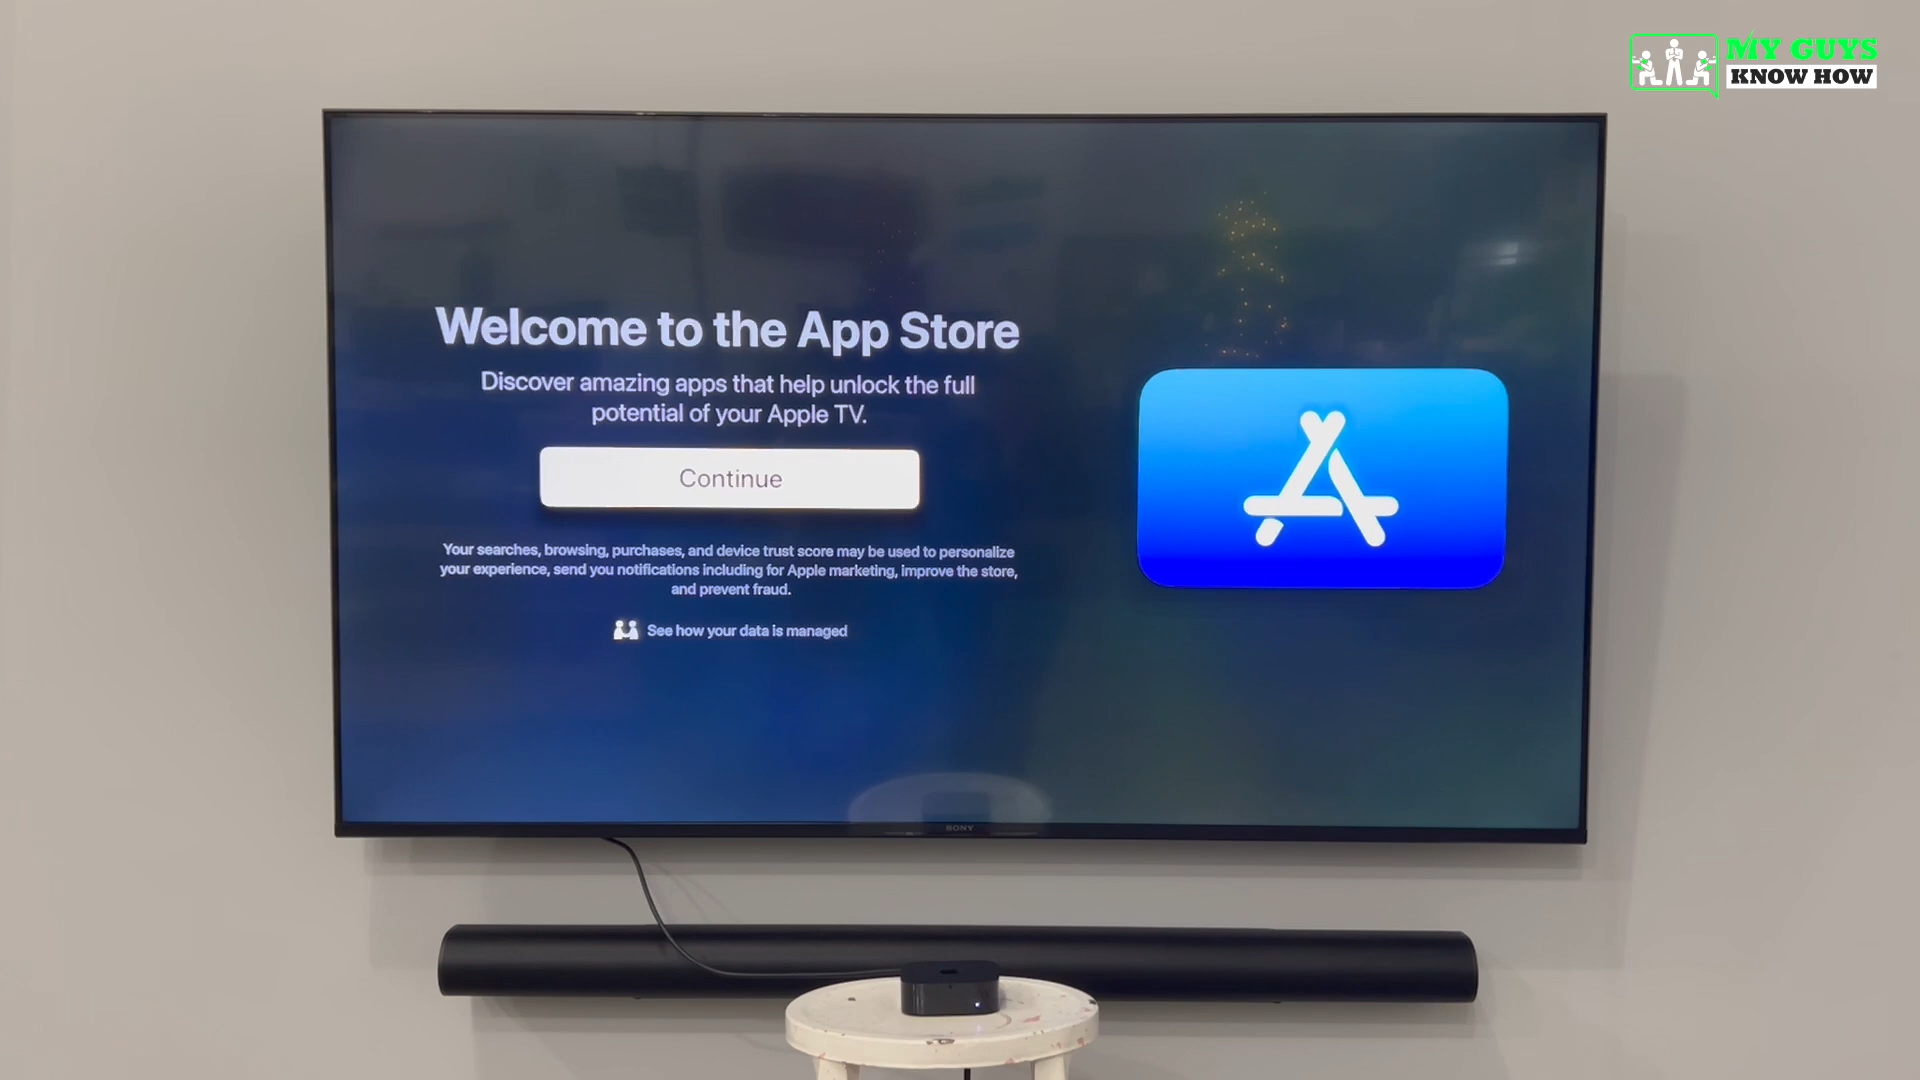 MY GUYS
KNOW HOW
Welcome to the App Store
Discover amazing apps that help unlock the full
potential of your Apple TV.
Continue
Your searches, browsing, purchases, and device trust score may be used to personalize
your experience, send you notifications including for Apple marketing, improve the store,
and prevent fraud.
See how your data is managed
SONY